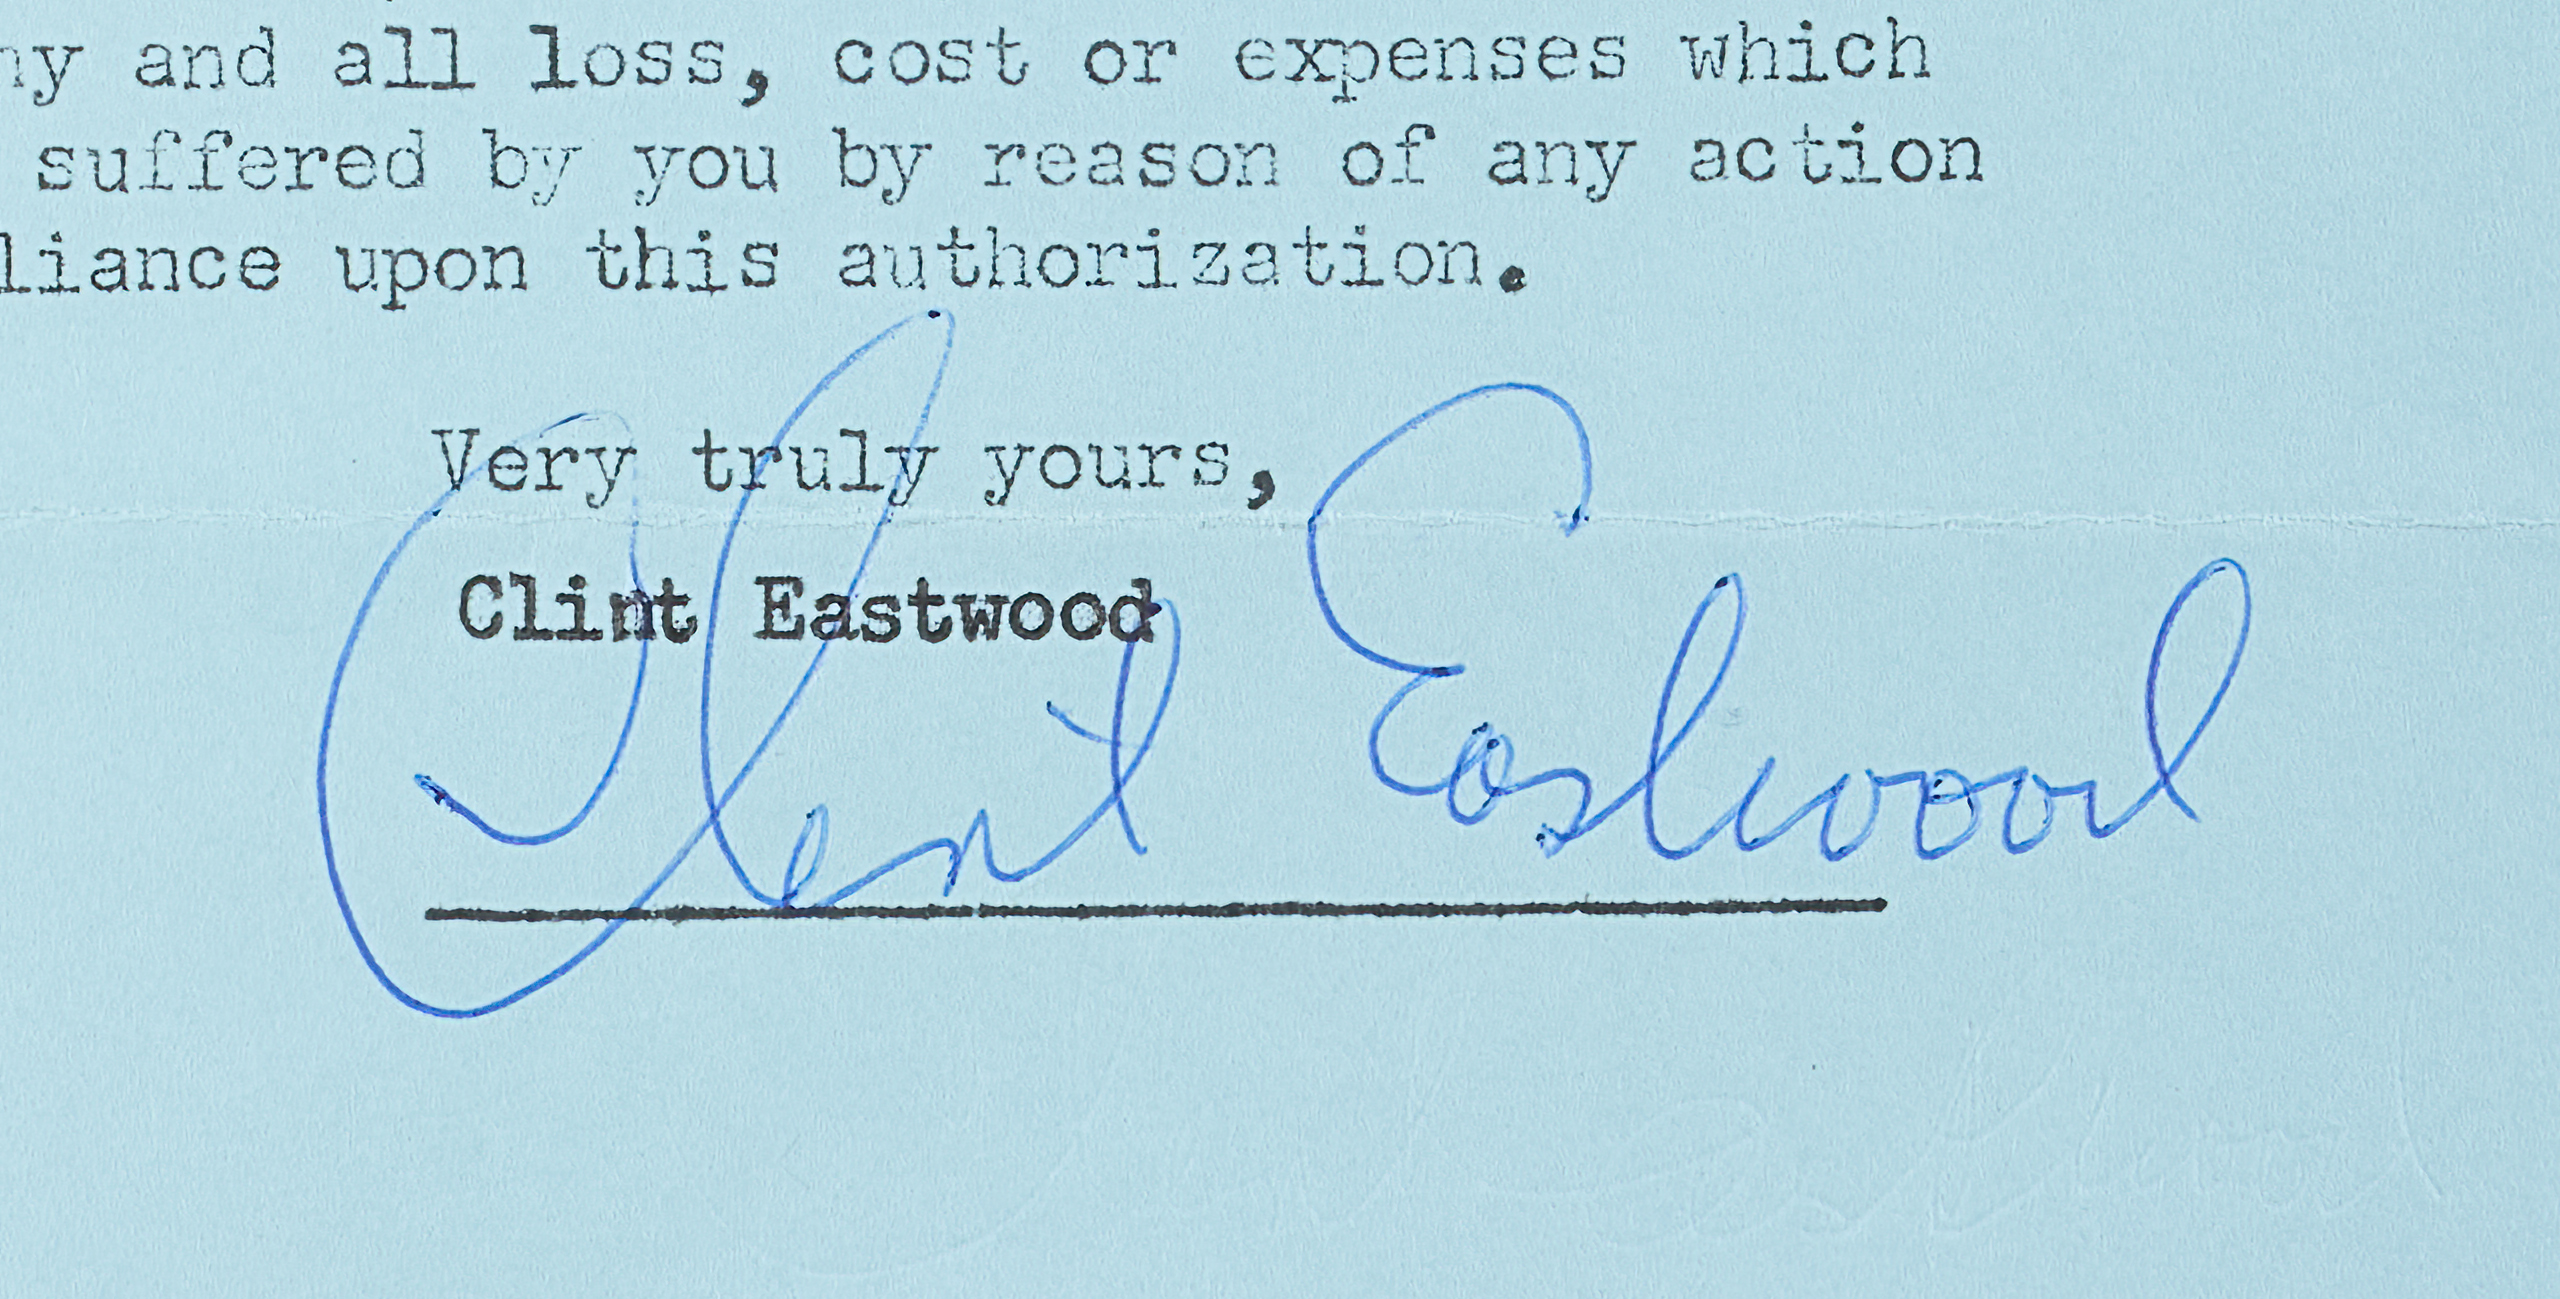 ny and all loss, cost or expenses which
suffered by you by reason of any action
liance upon this authorization.
Very truly yours,
Clint Eastwood
Clint Eastwood